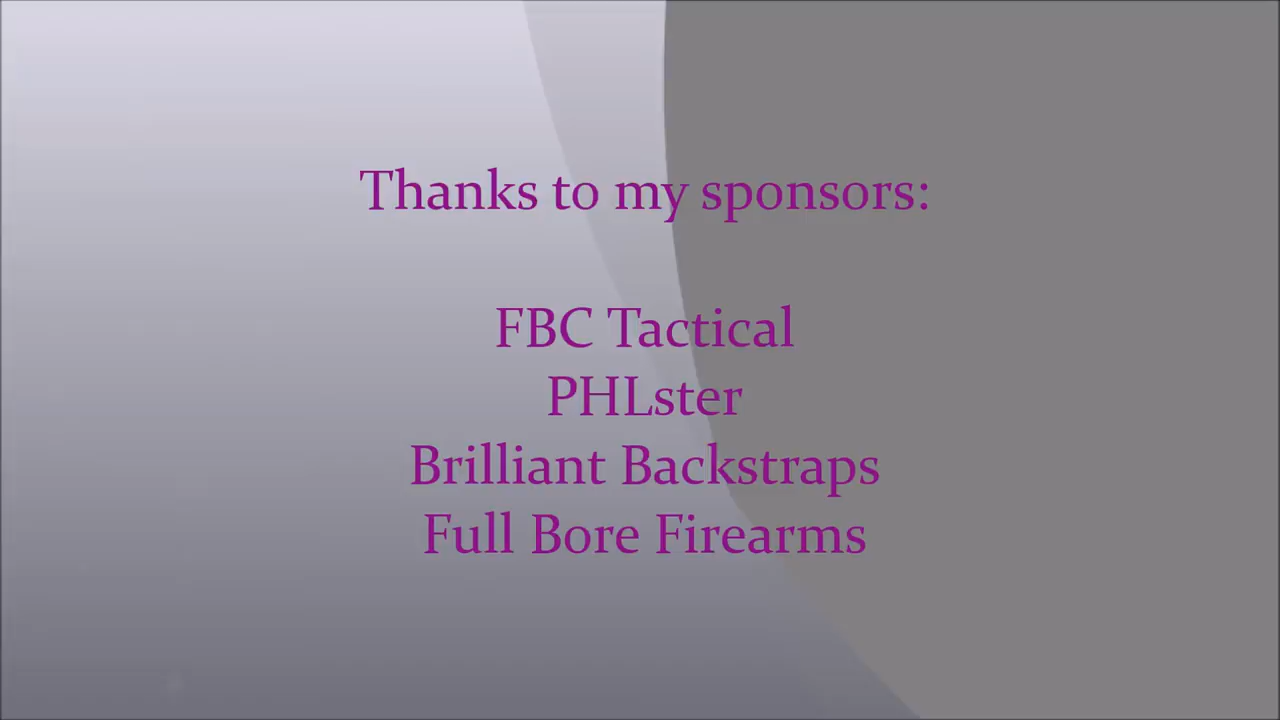 Thanks to my sponsors:
FBC Tactical
PHLster
Brilliant Backstraps
Full Bore Firearms